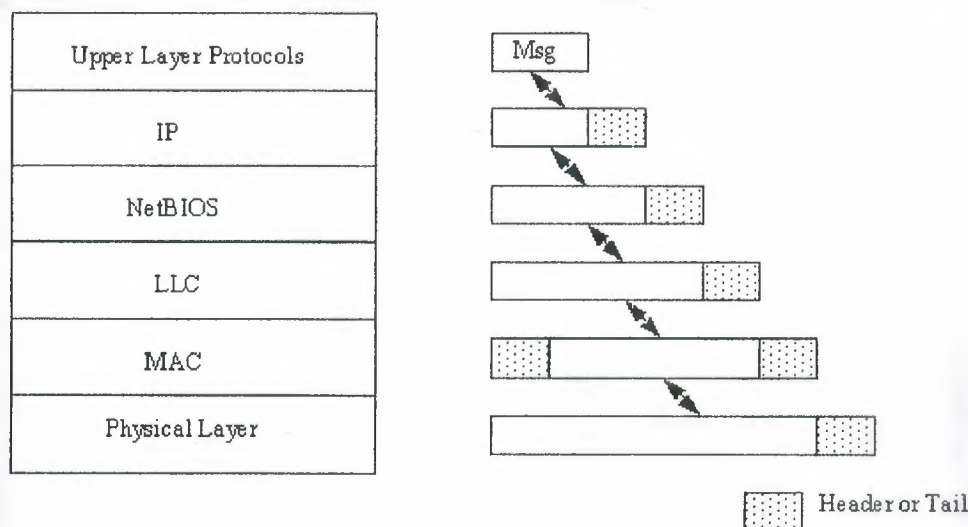 Upper Layer Protocols
IP
NetBIOS
LLC
MAC
Physical Layer
Msg
Header or Tail